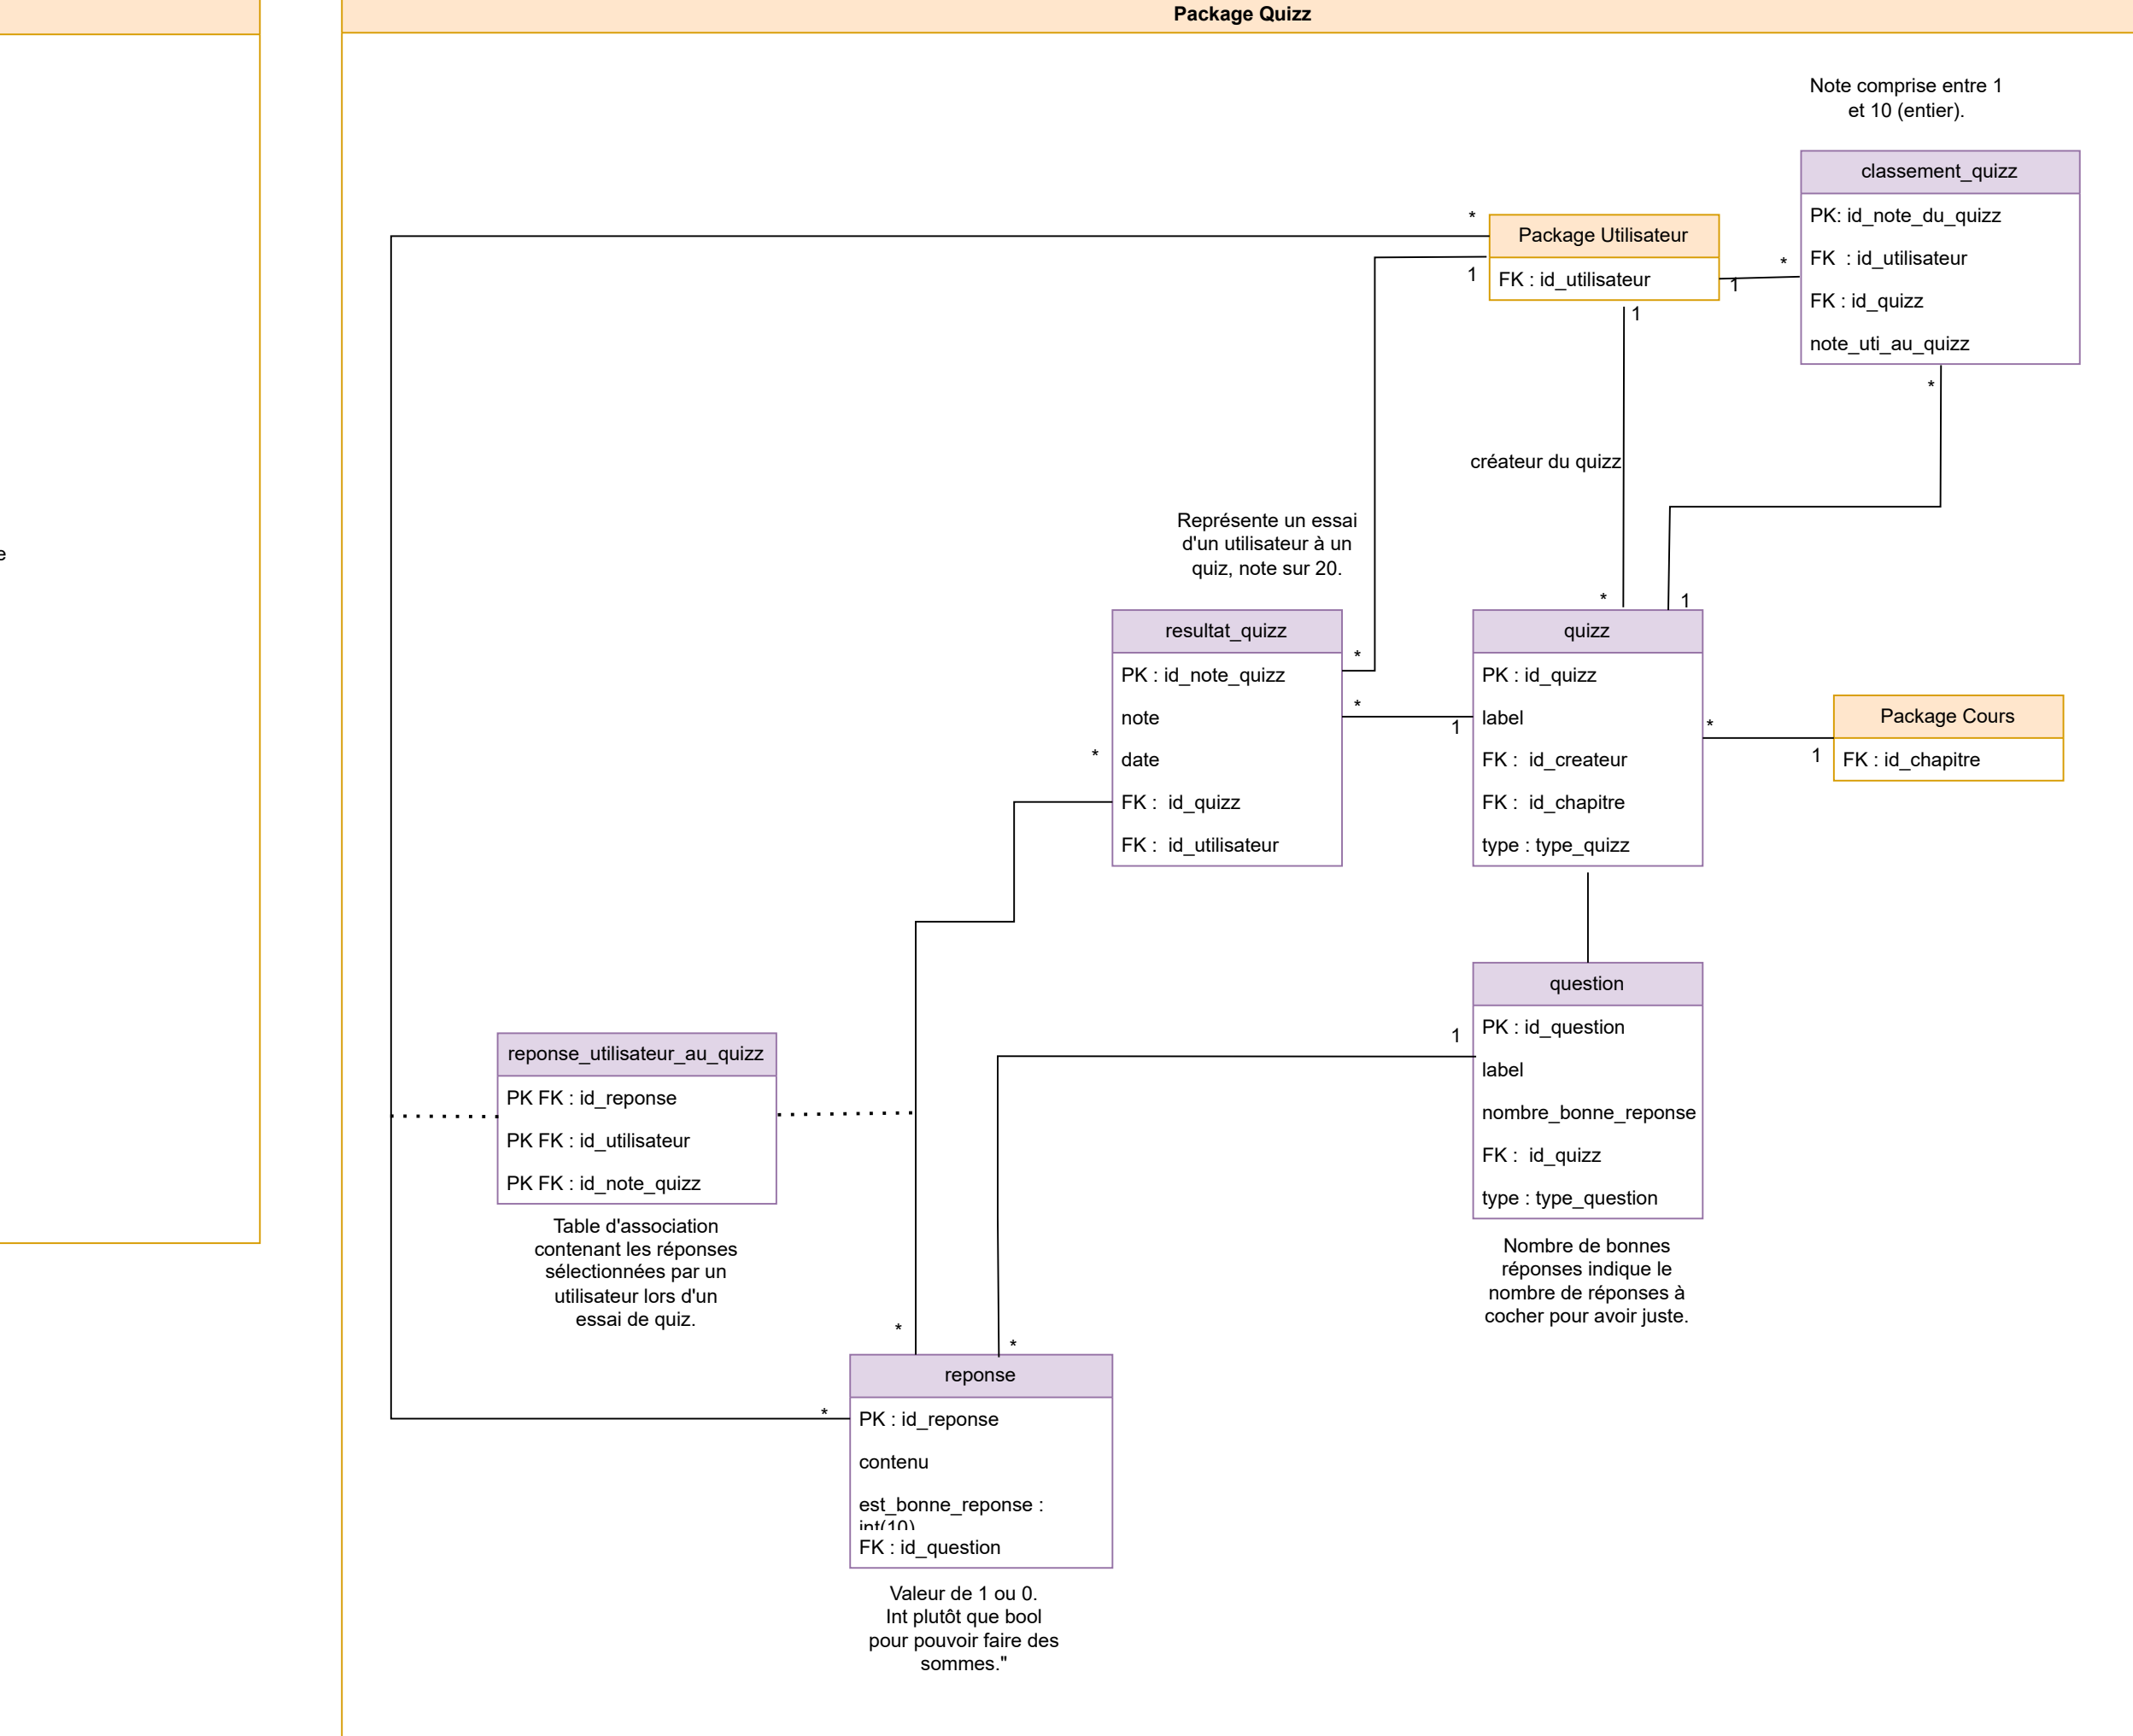 Package Quizz
Note comprise entre 1
et 10 (entier).
classement_quizz
PK: id_note_du_quizz
FK : id_utilisateur
FK : id_quizz
note_uti_au_quizz
*
Package Utilisateur
FK : id_utilisateur
1
1
*
1
*
créateur du quizz
Représente un essai
d'un utilisateur à un
quiz, note sur 20.
*
1
resultat_quizz
PK : id_note_quizz
note
date
FK : id_quizz
FK : id_utilisateur
*
*
1
*
quizz
PK : id_quizz
label
FK : id_createur
FK : id_chapitre
type : type_quizz
*
1
Package Cours
FK : id_chapitre
e
question
PK : id_question
label
nombre_bonne_reponse
FK : id_quizz
type : type_question
1
Nombre de bonnes
réponses indique le
nombre de réponses à
cocher pour avoir juste.
reponse_utilisateur_au_quizz
PK FK : id_reponse
PK FK : id_utilisateur
PK FK : id_note_quizz
Table d'association
contenant les réponses
sélectionnées par un
utilisateur lors d'un
essai de quiz.
*
*
*
reponse
PK : id_reponse
contenu
est_bonne_reponse :
int(10)
FK : id_question
Valeur de 1 ou 0.
Int plutôt que bool
pour pouvoir faire des
sommes."